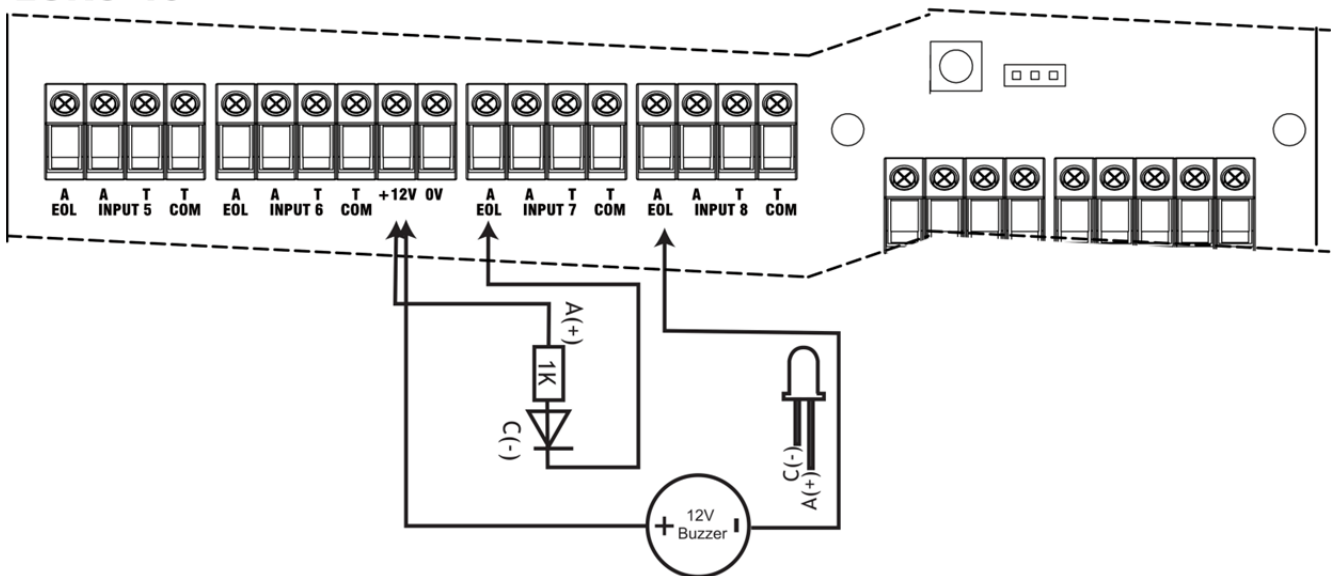 A A T T
EOL INPUT 5 COM
A A T T +12V 0V
EOL INPUT 6 COM
A A T T
EOL INPUT 7 COM
A A T T
EOL INPUT 8 COM
A(+)
1K
C(-)
C(-)
A(+)
+ 12V -
Buzzer